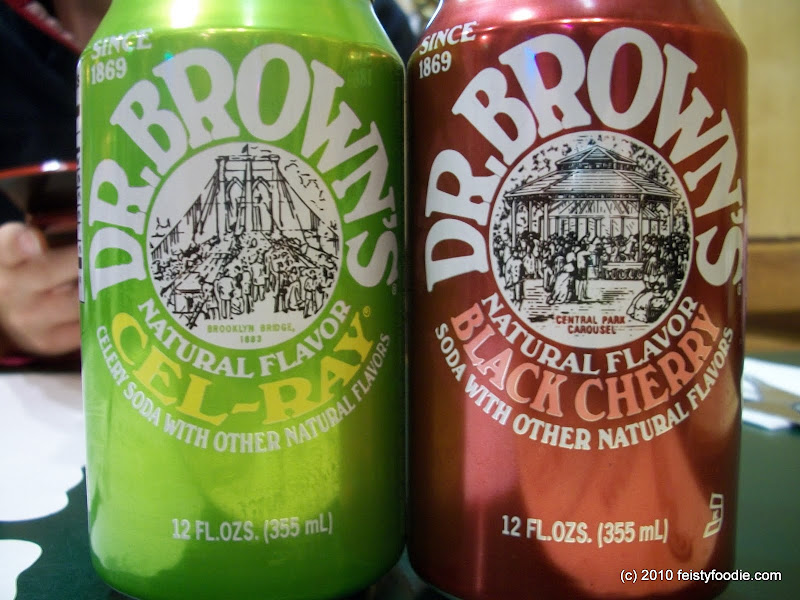 SINCE
1869
DR. BROWN'S
BROOKLYN BRIDGE,
1883
NATURAL FLAVOR
CEL-RAY®
CELERY SODA WITH OTHER NATURAL FLAVORS
12 FL.OZS. (355 mL)
SINCE
1869
DR. BROWN'S®
CENTRAL PARK
CAROUSEL
NATURAL FLAVOR
BLACK CHERRY
SODA WITH OTHER NATURAL FLAVORS
12 FL.OZS. (355 mL)
(c) 2010 feistyfoodie.com